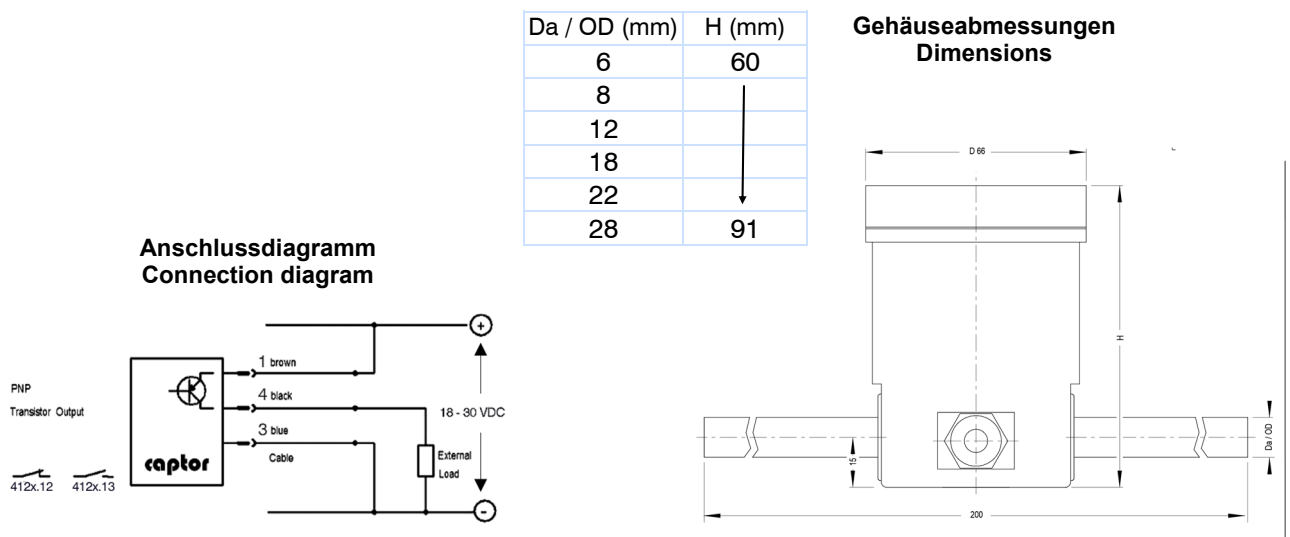 Da / OD (mm) H (mm)
6 60
8
12
18
22
28 91
Gehäuseabmessungen
Dimensions
D 66
H
Da / OD
15
200
Anschlussdiagramm
Connection diagram
PNP
Transistor Output
412x.12 412x.13
captor
1 brown
4 black
3 blue
Cable
External
Load
+
18 - 30 VDC
-